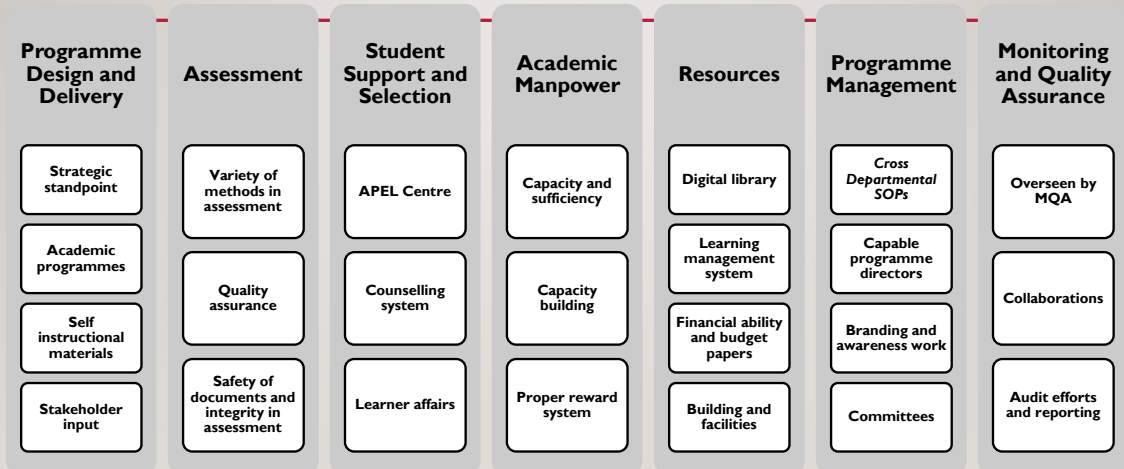 Programme
Design and
Delivery
Strategic
standpoint
Academic
programmes
Self
instructional
materials
Stakeholder
input
Assessment
Variety of
methods in
assessment
Quality
assurance
Safety of
documents and
integrity in
assessment
Student
Support and
Selection
APEL Centre
Counselling
system
Learner affairs
Academic
Manpower
Capacity and
sufficiency
Capacity
building
Proper reward
system
Resources
Digital library
Learning
management
system
Financial ability
and budget
papers
Building and
facilities
Programme
Management
Cross
Departmental
SOPs
Capable
programme
directors
Branding and
awareness work
Committees
Monitoring
and Quality
Assurance
Overseen by
MQA
Collaborations
Audit efforts
and reporting